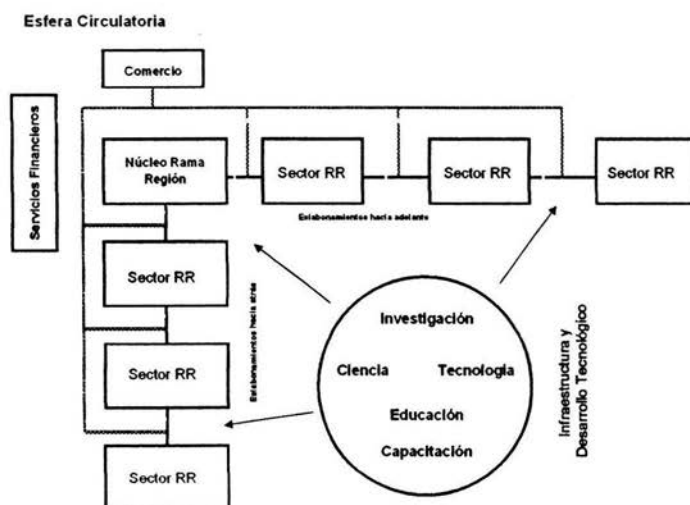 Esfera Circulatoria
Comercio
Servicios Financieros
Núcleo Rama
Región
Sector RR
Sector RR
Sector RR
Eslabonamientos hacia adelante
Sector RR
Eslabonamientos hacia atrás
Sector RR
Sector RR
Investigación
Ciencia
Tecnologia
Educación
Capacitación
Infraestructura y
Desarrollo Tecnológico